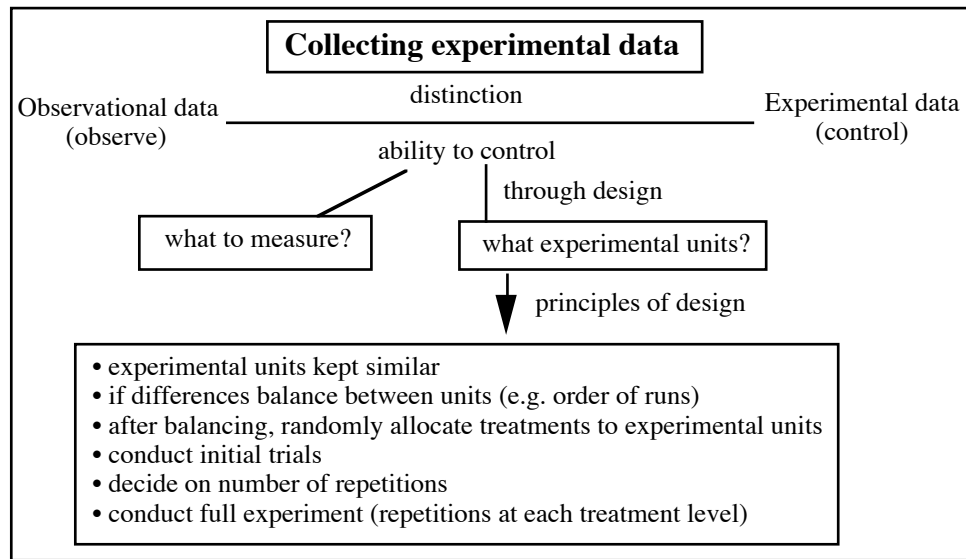 Collecting experimental data
distinction
Observational data
(observe)
Experimental data
(control)
ability to control
through design
what to measure?
what experimental units?
principles of design
• experimental units kept similar
• if differences balance between units (e.g. order of runs)
• after balancing, randomly allocate treatments to experimental units
• conduct initial trials
• decide on number of repetitions
• conduct full experiment (repetitions at each treatment level)